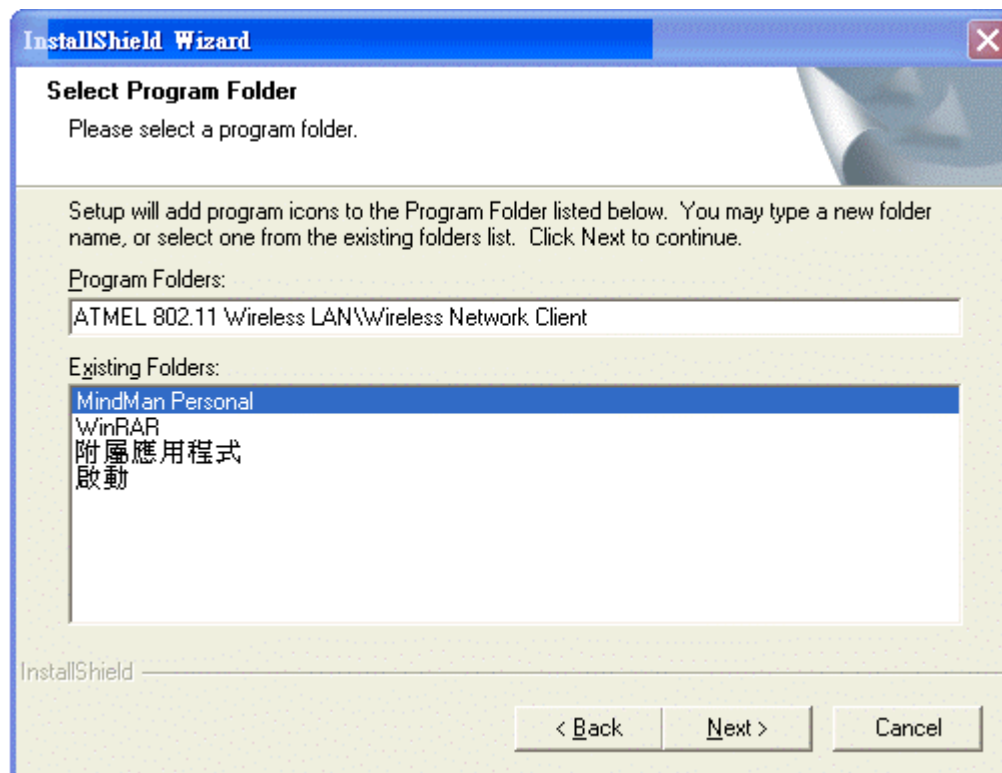 InstallShield Wizard
Select Program Folder
Please select a program folder.
Setup will add program icons to the Program Folder listed below.  You may type a new folder
name, or select one from the existing folders list.  Click Next to continue.
Program Folders:
ATMEL 802.11 Wireless LAN\Wireless Network Client
Existing Folders:
MindMan Personal
WinRAR
附屬應用程式
啟動
InstallShield
< Back
Next >
Cancel